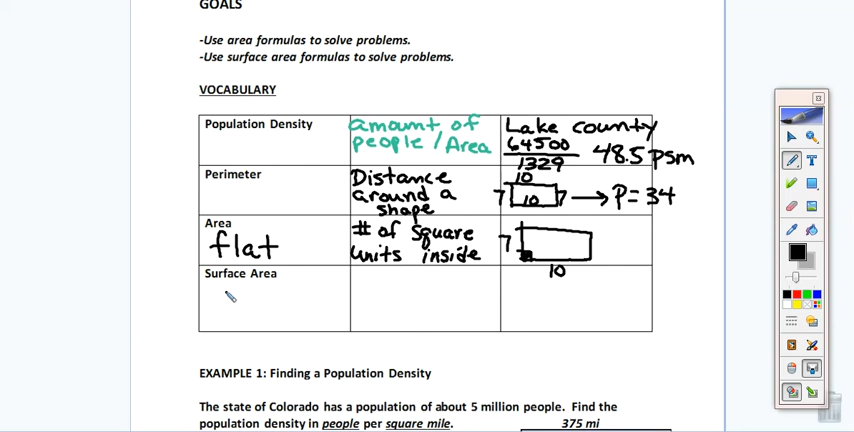 GOALS
-Use area formulas to solve problems.
-Use surface area formulas to solve problems.
VOCABULARY
Population Density
amount of
people / Area
Lake county
64500
1329
48.5 psm
Perimeter
Distance
around a
shape
10
7
10
7
P = 34
Area
flat
# of square
units inside
7
10
Surface Area
EXAMPLE 1: Finding a Population Density
The state of Colorado has a population of about 5 million people. Find the
population density in people per square mile.
375 mi
T